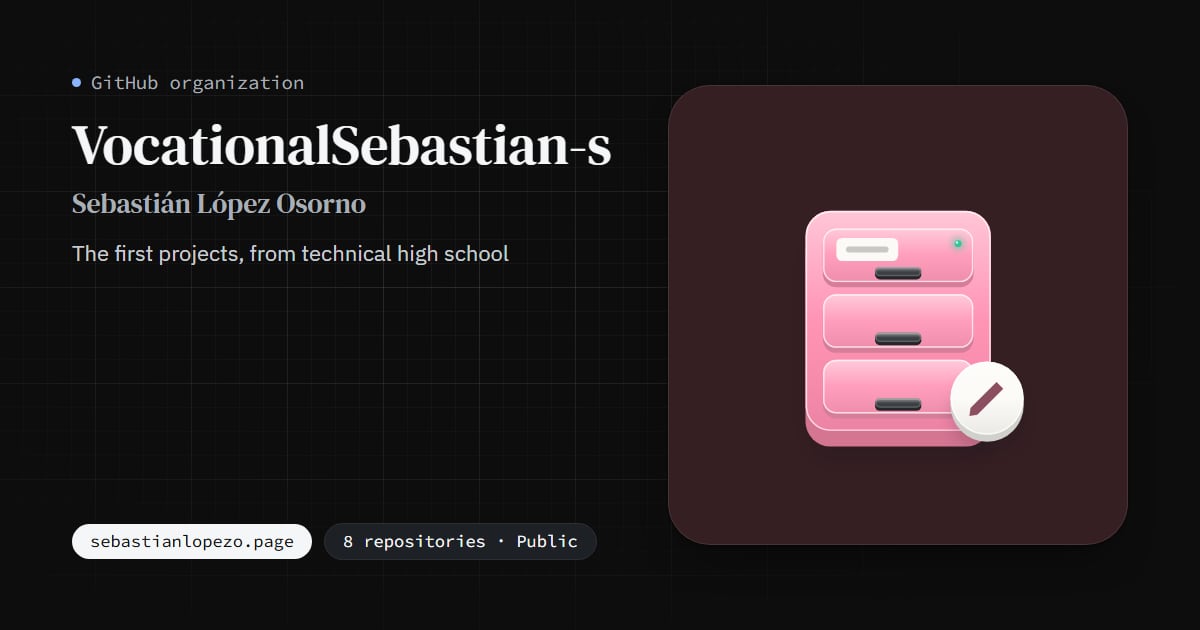 GitHub organization
VocationalSebastian-s
Sebastián López Osorno
The first projects, from technical high school
sebastianlopezo.page
8 repositories · Public